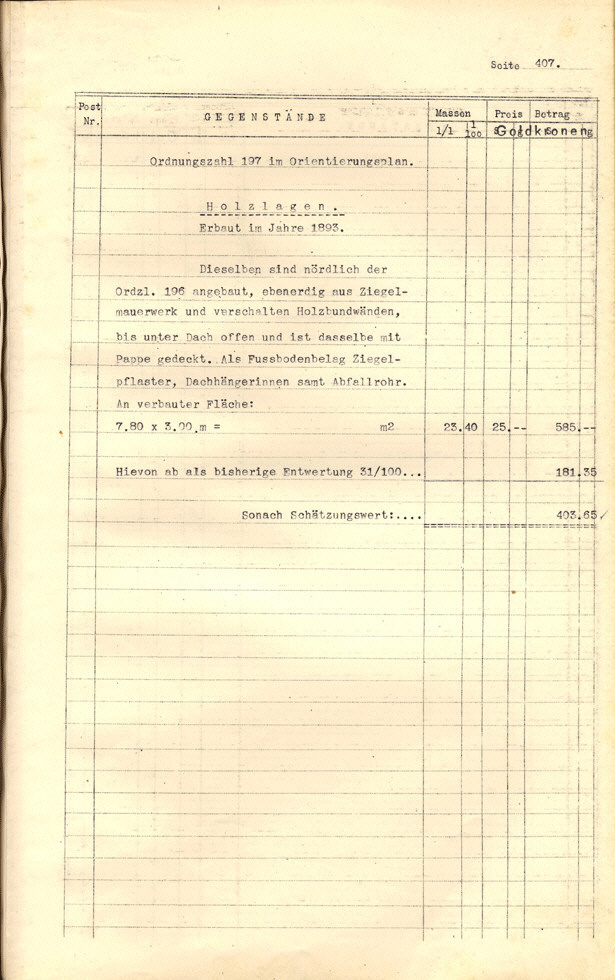 Seite 407.
Post Nr. GEGENSTÄNDE Massen Preis Betrag
1/1 1/100 Goldkronen
Ordnungszahl 197 im Orientierungsplan.
Holzlagen.
Erbaut im Jahre 1893.
Dieselben sind nördlich der
Ordzl. 196 angebaut, ebenerdig aus Ziegel-
mauerwerk und verschalten Holzbundwänden,
bis unter Dach offen und ist dasselbe mit
Pappe gedeckt. Als Fussbodenbelag Ziegel-
pflaster, Dachhängerinnen samt Abfallrohr.
An verbauter Fläche:
7.80 x 3.00 m = m2 23.40 25.-- 585.--
Hievon ab als bisherige Entwertung 31/100... 181.35
Sonach Schätzungswert:.... 403.65